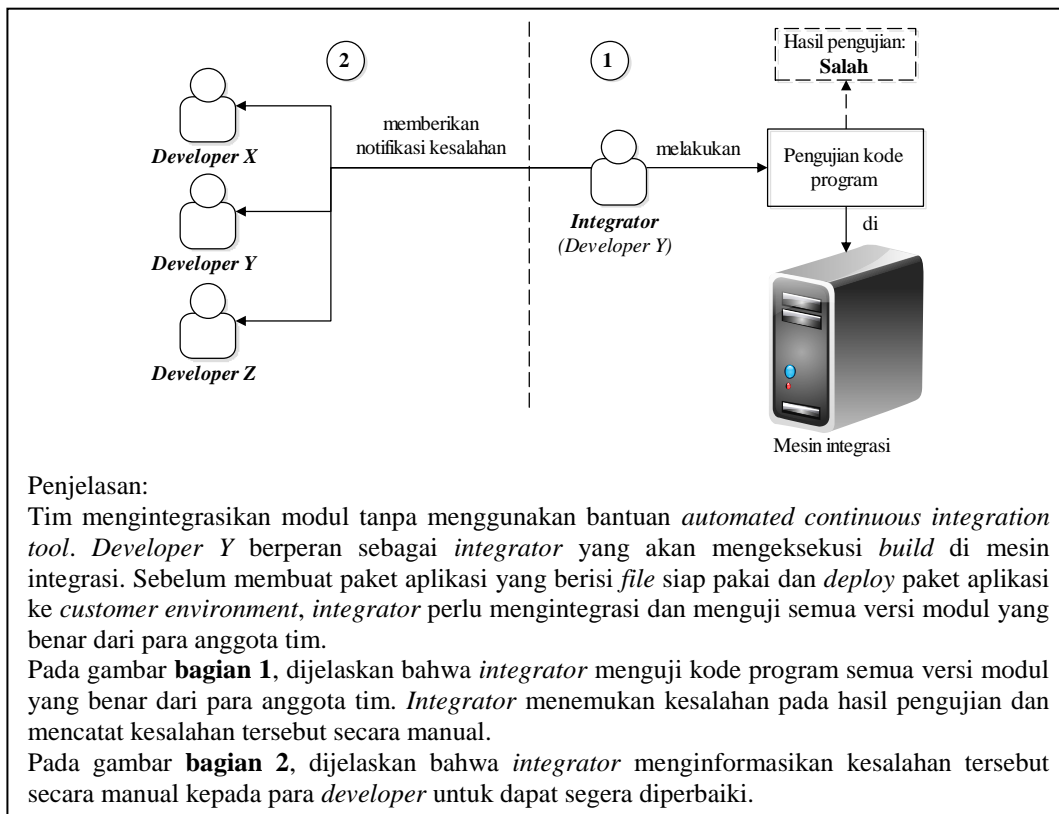 2
1
Hasil pengujian:
Salah
memberikan
notifikasi kesalahan
melakukan
Pengujian kode
program
di
Developer X
Developer Y
Developer Z
Integrator
(Developer Y)
Mesin integrasi
Penjelasan:
Tim mengintegrasikan modul tanpa menggunakan bantuan automated continuous integration
tool. Developer Y berperan sebagai integrator yang akan mengeksekusi build di mesin
integrasi. Sebelum membuat paket aplikasi yang berisi file siap pakai dan deploy paket aplikasi
ke customer environment, integrator perlu mengintegrasi dan menguji semua versi modul yang
benar dari para anggota tim.
Pada gambar bagian 1, dijelaskan bahwa integrator menguji kode program semua versi modul
yang benar dari para anggota tim. Integrator menemukan kesalahan pada hasil pengujian dan
mencatat kesalahan tersebut secara manual.
Pada gambar bagian 2, dijelaskan bahwa integrator menginformasikan kesalahan tersebut
secara manual kepada para developer untuk dapat segera diperbaiki.